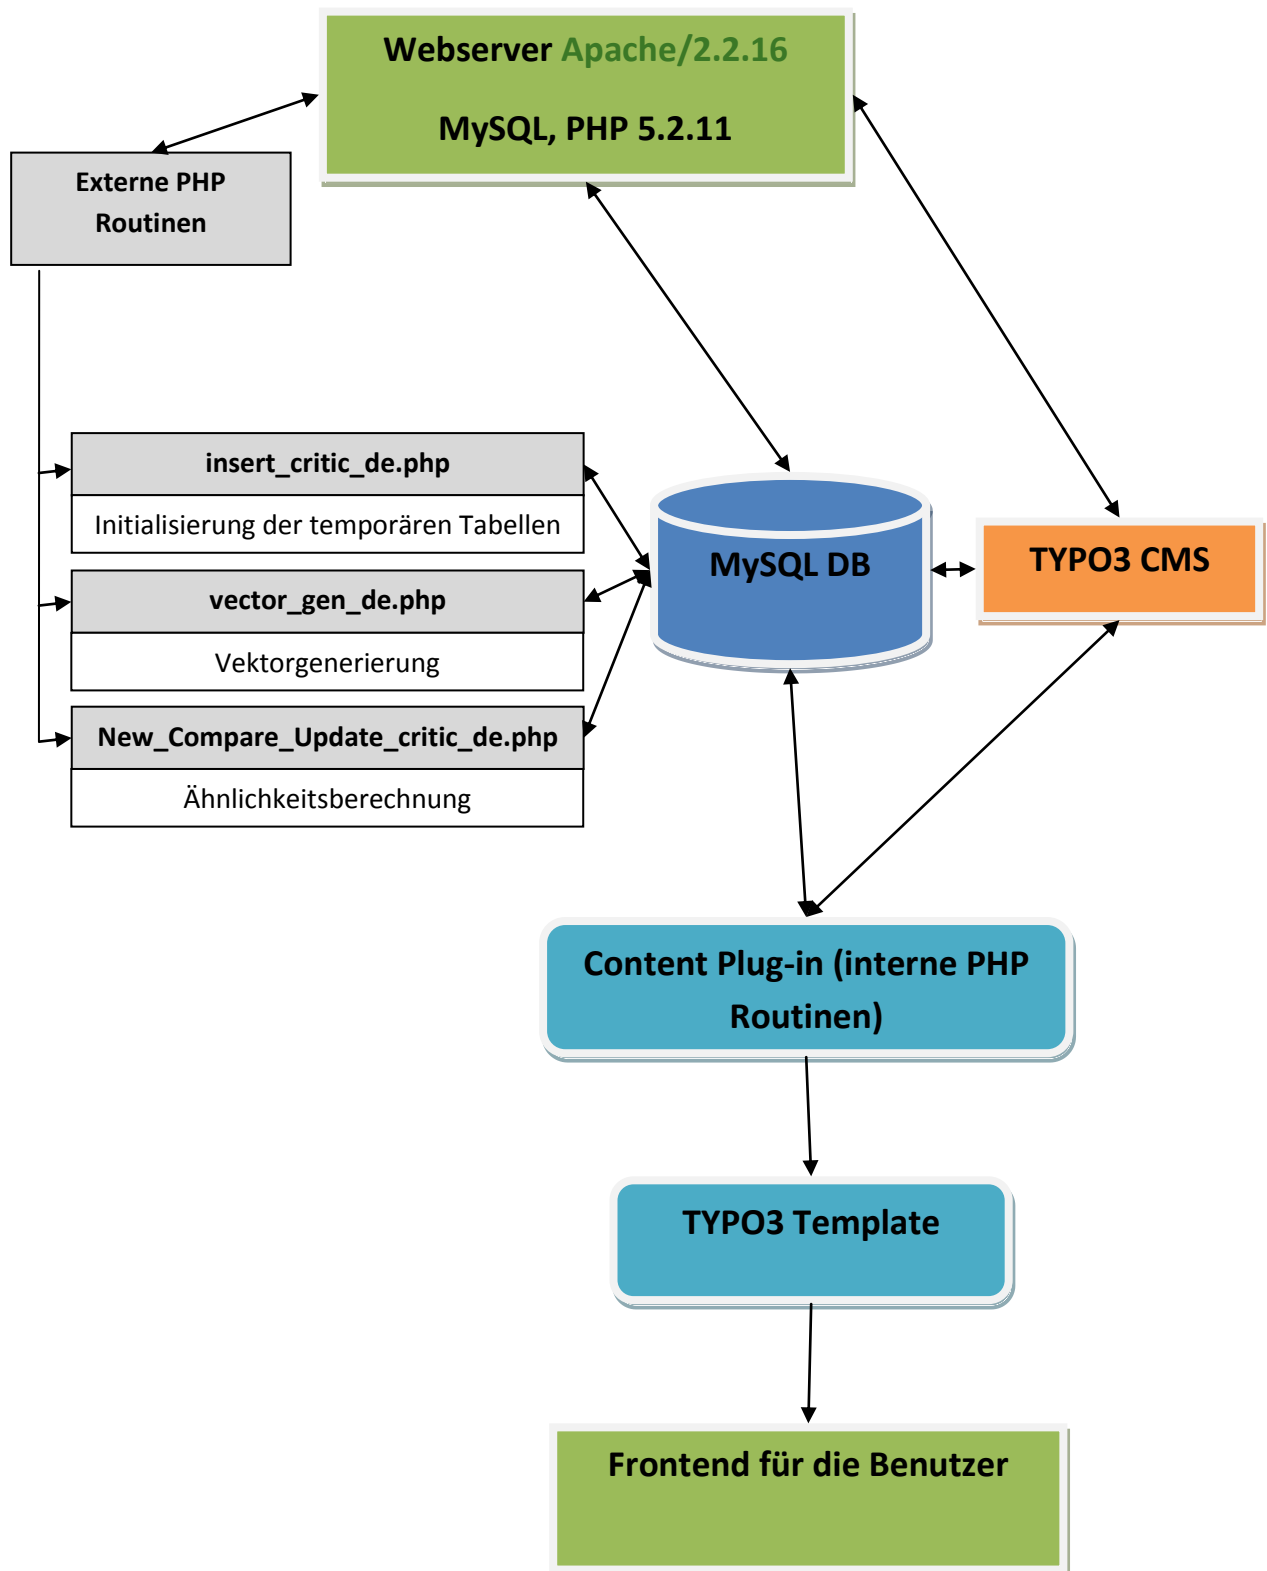 Webserver Apache/2.2.16
MySQL, PHP 5.2.11
Externe PHP
Routinen
insert_critic_de.php
Initialisierung der temporären Tabellen
vector_gen_de.php
Vektorgenerierung
New_Compare_Update_critic_de.php
Ähnlichkeitsberechnung
MySQL DB
TYPO3 CMS
Content Plug-in (interne PHP
Routinen)
TYPO3 Template
Frontend für die Benutzer